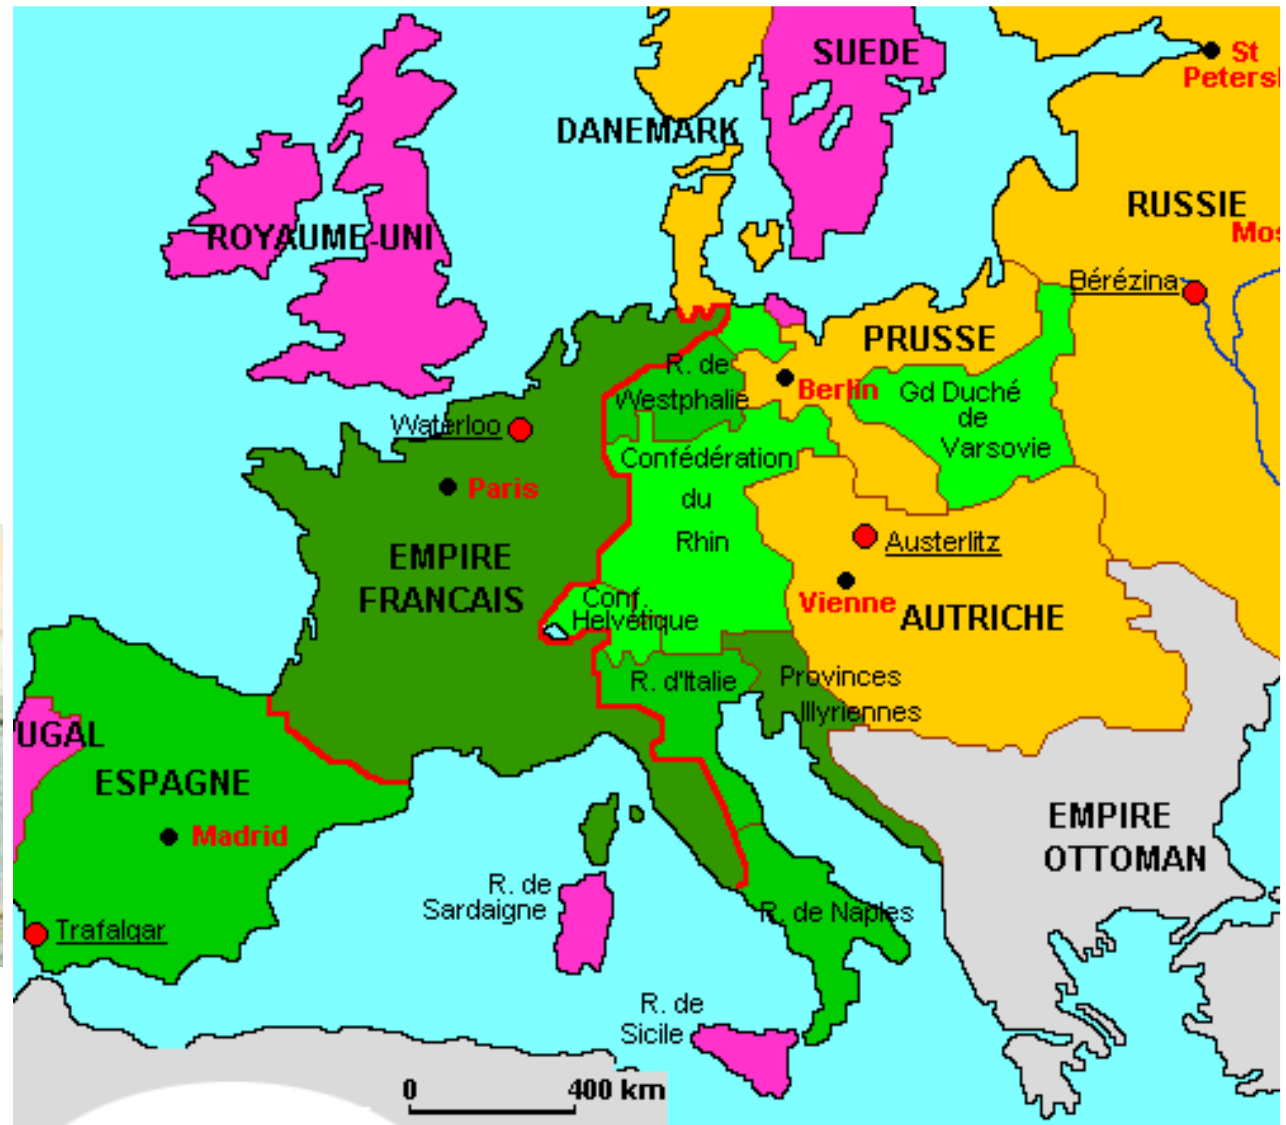 SUEDE
St
Petersl
DANEMARK
RUSSIE
Mos
ROYAUME-UNI
Bérézina
PRUSSE
R. de
Westphalie
Berlin
Gd Duché
de
Varsovie
Waterloo
Confédération
du
Rhin
Paris
Austerlitz
EMPIRE
FRANCAIS
Conf.
Helvétique
Vienne
AUTRICHE
R. d'Italie
Provinces
Illyriennes
UGAL
ESPAGNE
Madrid
EMPIRE
OTTOMAN
R. de
Sardaigne
R. de Naples
Trafalgar
R. de
Sicile
0 400 km